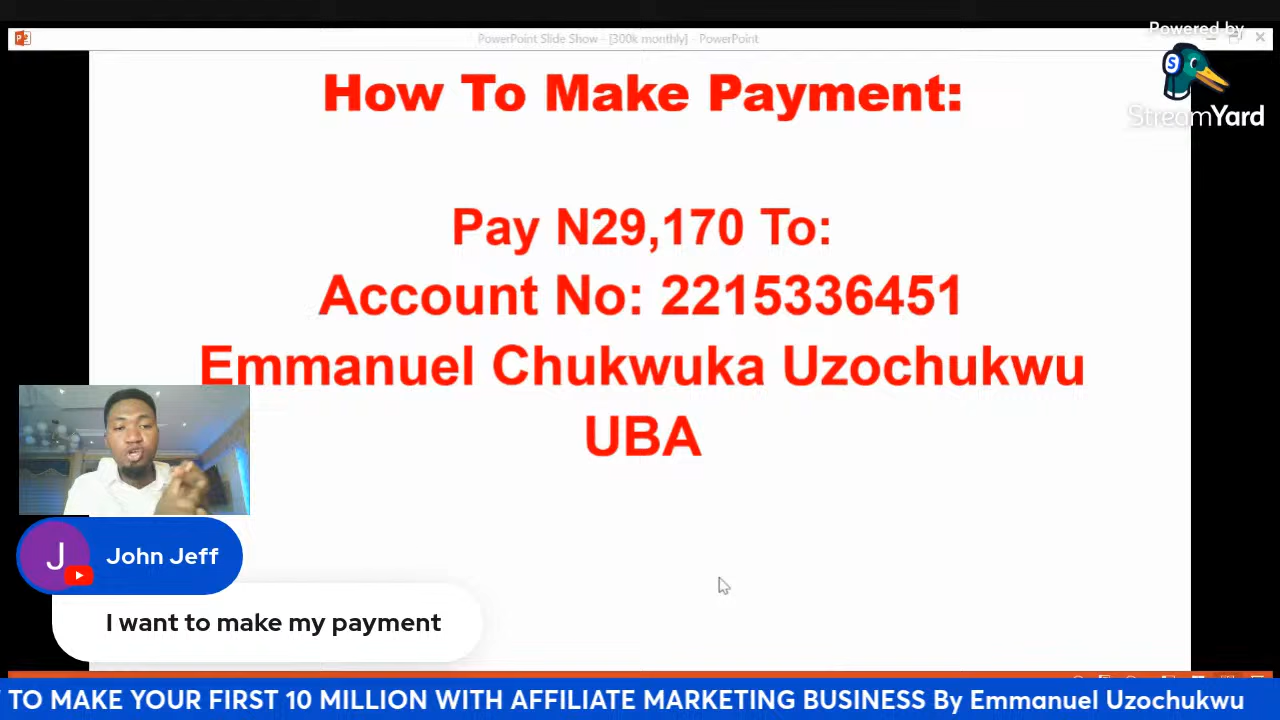 Powered by
PowerPoint Slide Show - [300k monthly] - PowerPoint
StreamYard
How To Make Payment:
Pay N29,170 To:
Account No: 2215336451
Emmanuel Chukwuka Uzochukwu
UBA
J
John Jeff
I want to make my payment
TO MAKE YOUR FIRST 10 MILLION WITH AFFILIATE MARKETING BUSINESS By Emmanuel Uzochukwu